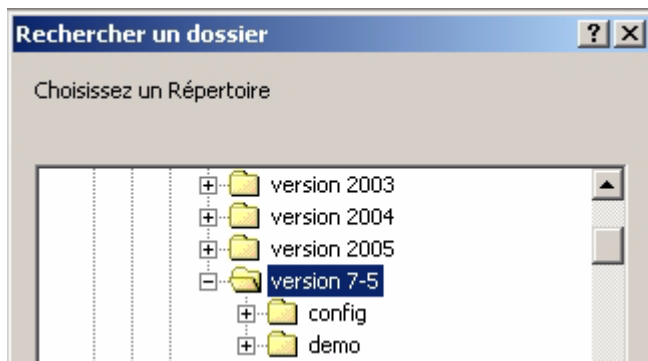 Rechercher un dossier
Choisissez un Répertoire
version 2003
version 2004
version 2005
version 7-5
config
demo